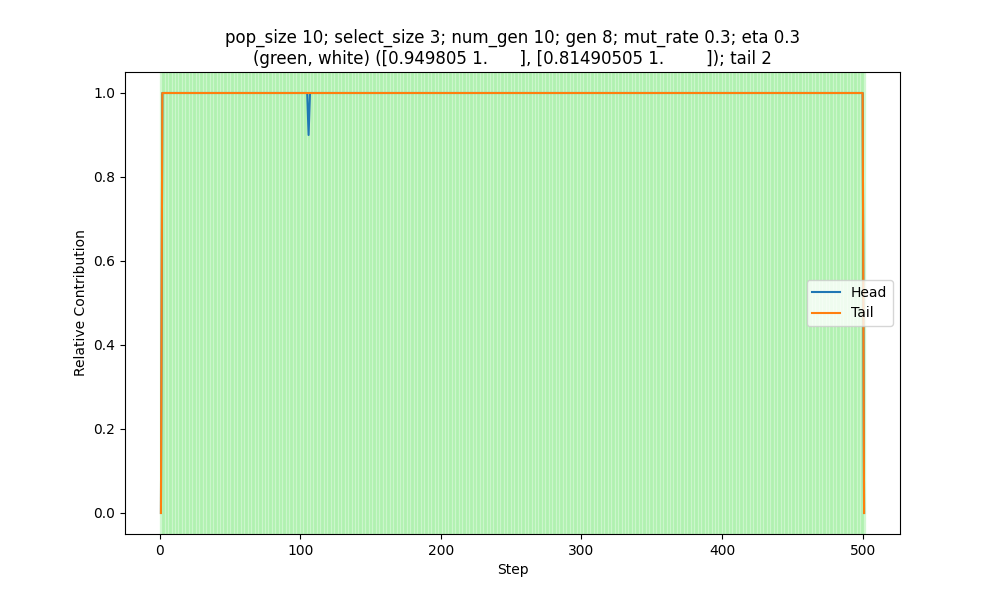 pop_size 10; select_size 3; num_gen 10; gen 8; mut_rate 0.3; eta 0.3
(green, white) ([0.949805 1.      ], [0.81490505 1.        ]); tail 2
1.0
0.8
0.6
0.4
0.2
0.0
Relative Contribution
Head
Tail
0
100
200
300
400
500
Step